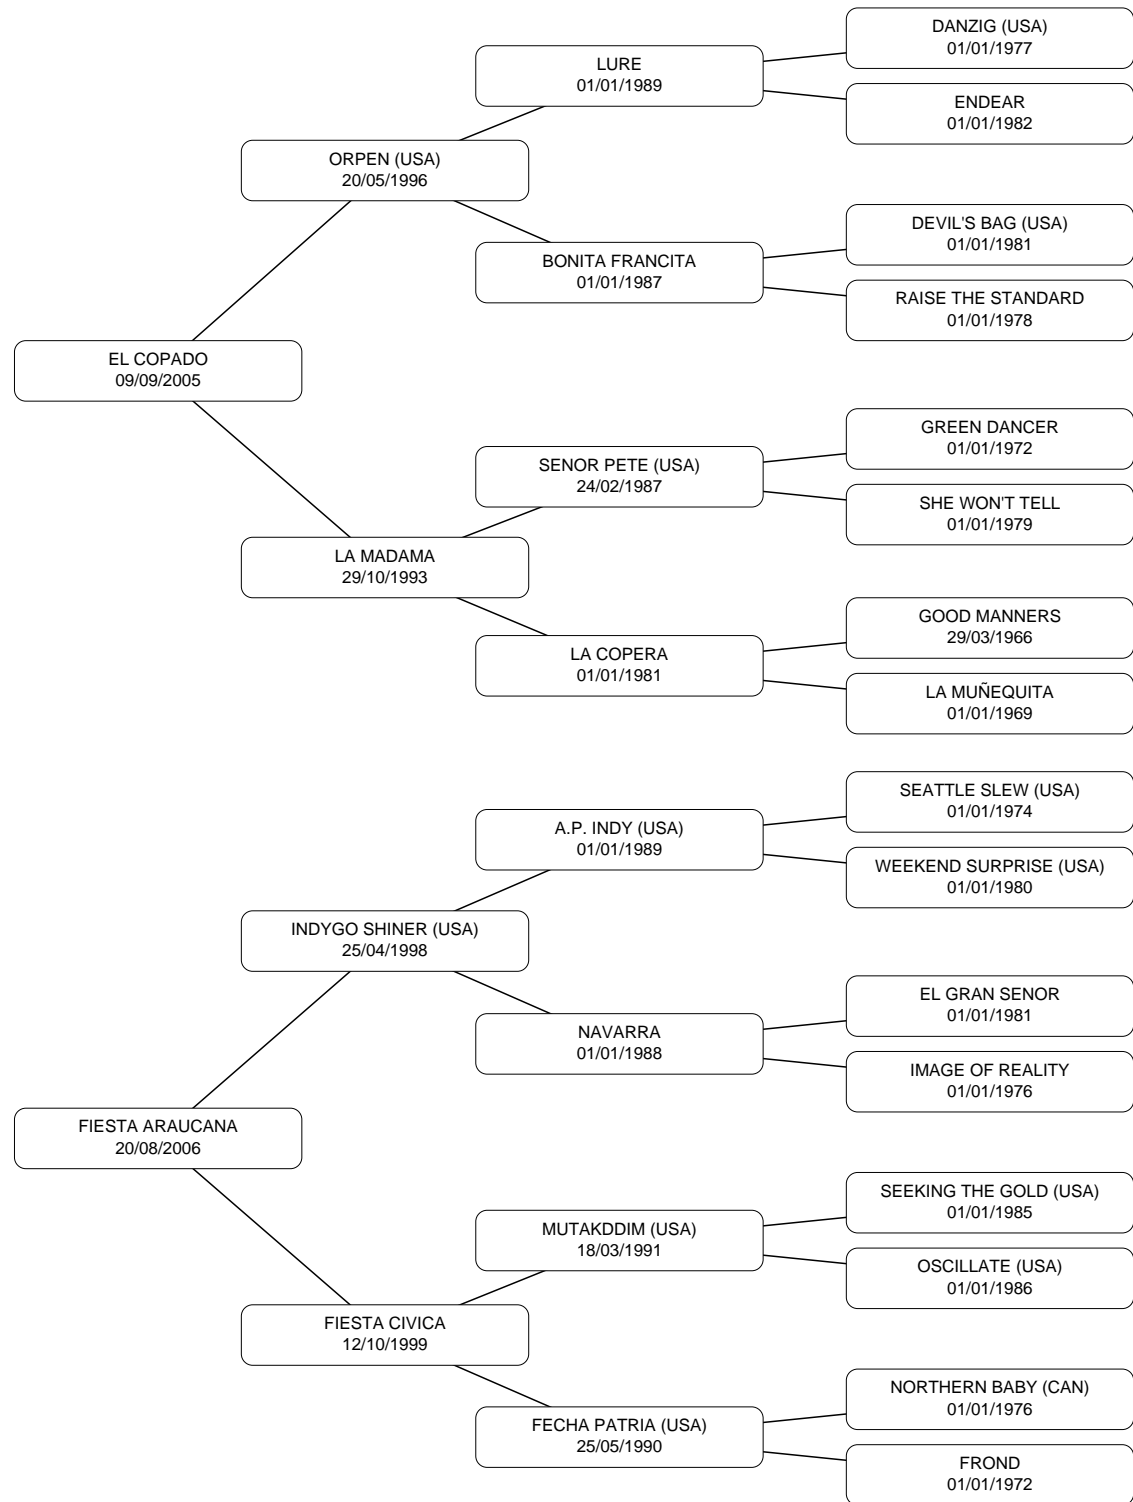 DANZIG (USA)
01/01/1977
LURE
01/01/1989
ENDEAR
01/01/1982
ORPEN (USA)
20/05/1996
DEVIL'S BAG (USA)
01/01/1981
BONITA FRANCITA
01/01/1987
RAISE THE STANDARD
01/01/1978
EL COPADO
09/09/2005
GREEN DANCER
01/01/1972
SENOR PETE (USA)
24/02/1987
SHE WON'T TELL
01/01/1979
LA MADAMA
29/10/1993
GOOD MANNERS
29/03/1966
LA COPERA
01/01/1981
LA MUÑEQUITA
01/01/1969
SEATTLE SLEW (USA)
01/01/1974
A.P. INDY (USA)
01/01/1989
WEEKEND SURPRISE (USA)
01/01/1980
INDYGO SHINER (USA)
25/04/1998
EL GRAN SENOR
01/01/1981
NAVARRA
01/01/1988
IMAGE OF REALITY
01/01/1976
FIESTA ARAUCANA
20/08/2006
SEEKING THE GOLD (USA)
01/01/1985
MUTAKDDIM (USA)
18/03/1991
OSCILLATE (USA)
01/01/1986
FIESTA CIVICA
12/10/1999
NORTHERN BABY (CAN)
01/01/1976
FECHA PATRIA (USA)
25/05/1990
FROND
01/01/1972